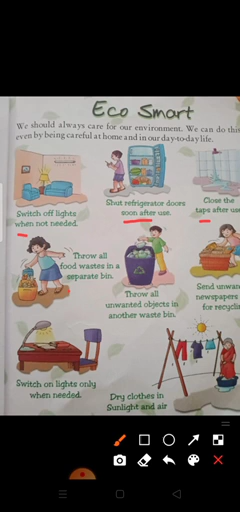 Eco Smart
We should always care for our environment. We can do this
even by being careful at home and in our day-to-day life.
Switch off lights
when not needed.
Shut refrigerator doors
soon after use.
Close the
taps after use
Throw all
food wastes in a
separate bin.
Throw all
unwanted objects in
another waste bin.
Send unwan
newspapers
for recyclin
Switch on lights only
when needed.
Dry clothes in
Sunlight and air